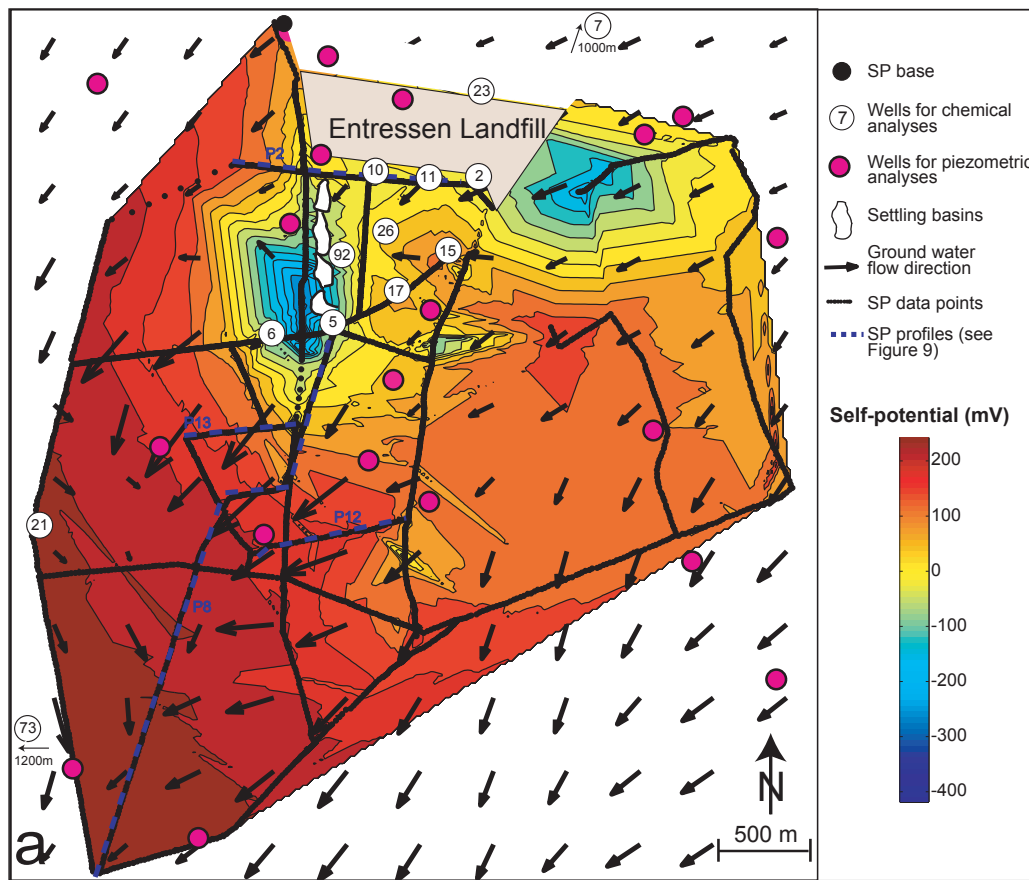 7
1000m
23
Entressen Landfill
P2
10
11
2
26
92
15
17
6
5
P13
21
P12
P8
73
1200m
N
500 m
a
SP base
7
Wells for chemical
analyses
Wells for piezometric
analyses
Settling basins
Ground water
flow direction
SP data points
SP profiles (see
Figure 9)
Self-potential (mV)
200
100
0
-100
-200
-300
-400